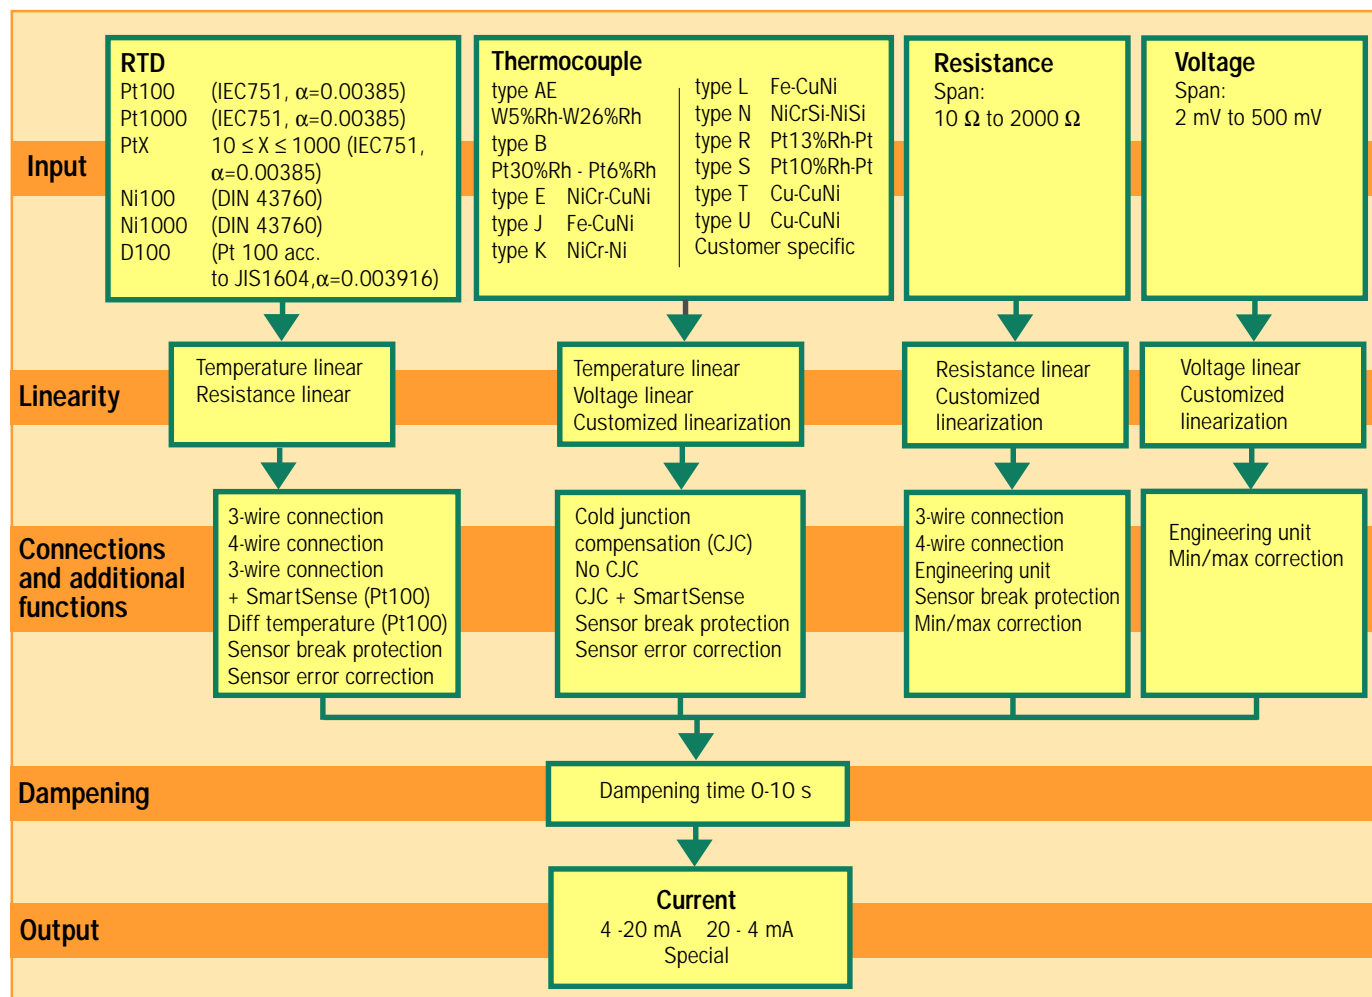 Input
RTD
Pt100 (IEC751, α=0.00385)
Pt1000 (IEC751, α=0.00385)
PtX 10 ≤ X ≤ 1000 (IEC751,
α=0.00385)
Ni100 (DIN 43760)
Ni1000 (DIN 43760)
D100 (Pt 100 acc.
to JIS1604,α=0.003916)
Thermocouple
type AE
W5%Rh-W26%Rh
type B
Pt30%Rh - Pt6%Rh
type E NiCr-CuNi
type J Fe-CuNi
type K NiCr-Ni
type L Fe-CuNi
type N NiCrSi-NiSi
type R Pt13%Rh-Pt
type S Pt10%Rh-Pt
type T Cu-CuNi
type U Cu-CuNi
Customer specific
Resistance
Span:
10 Ω to 2000 Ω
Voltage
Span:
2 mV to 500 mV
Linearity
Temperature linear
Resistance linear
Temperature linear
Voltage linear
Customized linearization
Resistance linear
Customized
linearization
Voltage linear
Customized
linearization
Connections
and additional
functions
3-wire connection
4-wire connection
3-wire connection
+ SmartSense (Pt100)
Diff temperature (Pt100)
Sensor break protection
Sensor error correction
Cold junction
compensation (CJC)
No CJC
CJC + SmartSense
Sensor break protection
Sensor error correction
3-wire connection
4-wire connection
Engineering unit
Sensor break protection
Min/max correction
Engineering unit
Min/max correction
Dampening
Dampening time 0-10 s
Output
Current
4 -20 mA 20 - 4 mA
Special